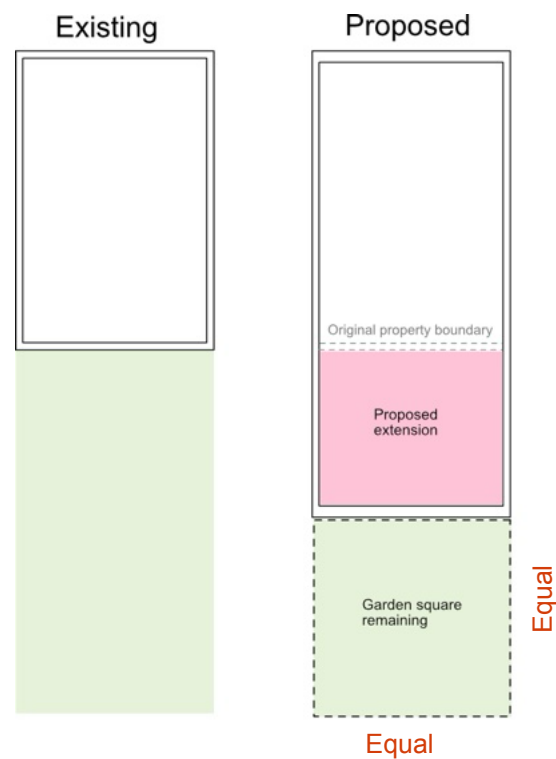 Existing
Proposed
Original property boundary
Proposed
extension
Garden square
remaining
Equal
Equal